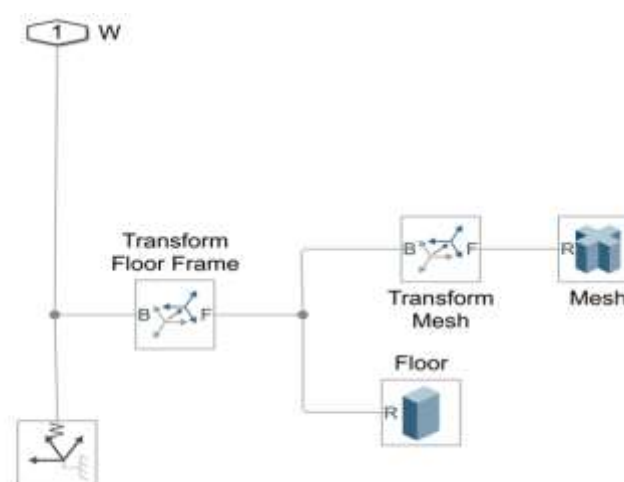 1 W
Transform
Floor Frame
B F
B F
Transform
Mesh
R
Mesh
Floor
R
W